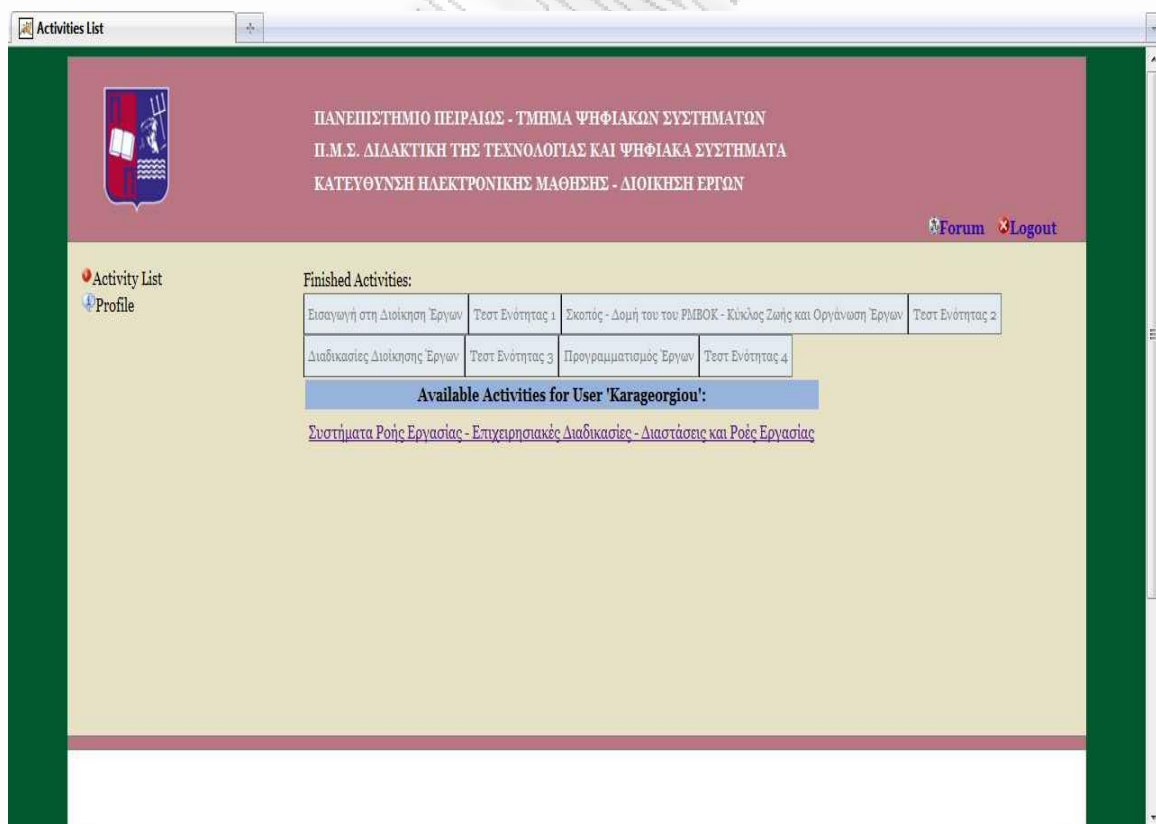 Activities List
ΠΑΝΕΠΙΣΤΗΜΙΟ ΠΕΙΡΑΙΩΣ - ΤΜΗΜΑ ΨΗΦΙΑΚΩΝ ΣΥΣΤΗΜΑΤΩΝ
Π.Μ.Σ. ΔΙΔΑΚΤΙΚΗ ΤΗΣ ΤΕΧΝΟΛΟΓΙΑΣ ΚΑΙ ΨΗΦΙΑΚΑ ΣΥΣΤΗΜΑΤΑ
ΚΑΤΕΥΘΥΝΣΗ ΗΛΕΚΤΡΟΝΙΚΗΣ ΜΑΘΗΣΗΣ - ΔΙΟΙΚΗΣΗ ΕΡΓΩΝ
Forum Logout
Activity List
Profile
Finished Activities:
Εισαγωγή στη Διοίκηση Έργων Τεστ Ενότητας 1 Σκοπός - Δομή του του PMBOK - Κύκλος Ζωής και Οργάνωση Έργων Τεστ Ενότητας 2
Διαδικασίες Διοίκησης Έργων Τεστ Ενότητας 3 Προγραμματισμός Έργων Τεστ Ενότητας 4
Available Activities for User 'Karageorgiou':
Συστήματα Ροής Εργασίας - Επιχειρησιακές Διαδικασίες - Διαστάσεις και Ροές Εργασίας